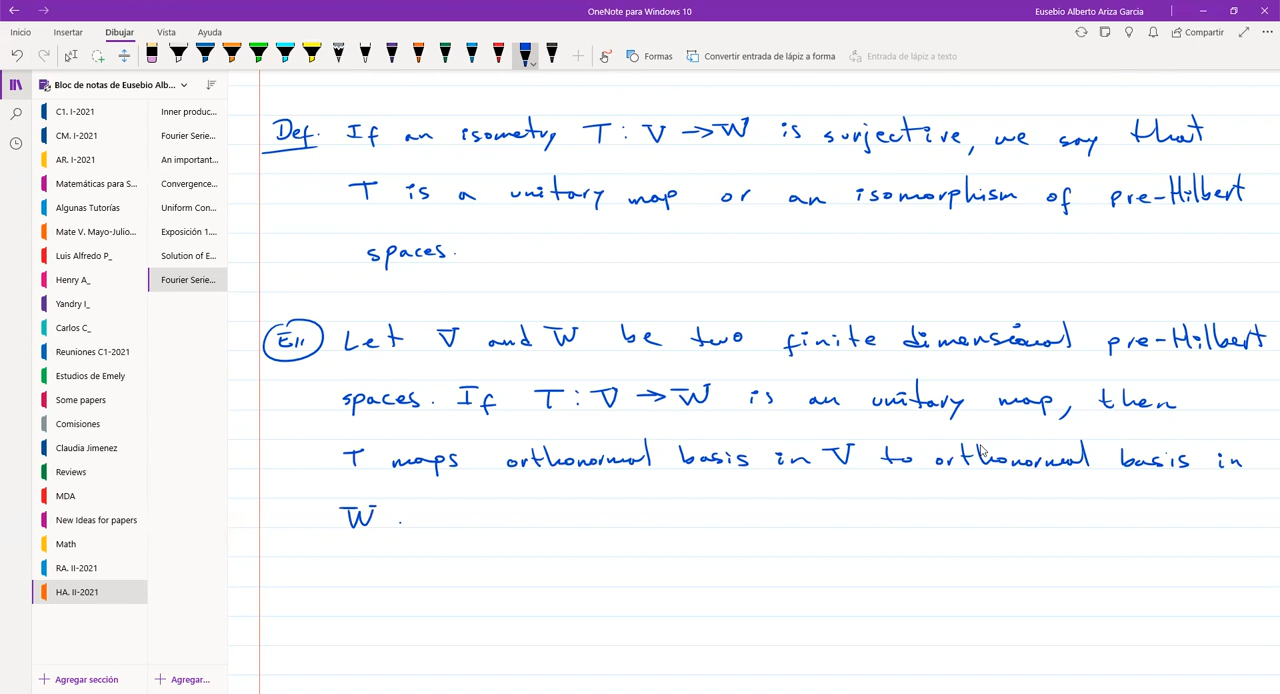 OneNote para Windows 10
Eusebio Alberto Ariza Garcia
Inicio Insertar Dibujar Vista Ayuda
Compartir
Formas
Convertir entrada de lápiz a forma
Entrada de lápiz a texto
Bloc de notas de Eusebio Alb...
C1. I-2021
CM. I-2021
AR. I-2021
Matemáticas para S...
Algunas Tutorías
Mate V. Mayo-Julio...
Luis Alfredo P_
Henry A_
Yandry I_
Carlos C_
Reuniones C1-2021
Estudios de Emely
Some papers
Comisiones
Claudia Jimenez
Reviews
MDA
New Ideas for papers
Math
RA. II-2021
HA. II-2021
Agregar sección
Inner produc...
Fourier Serie...
An important...
Convergence...
Uniform Con...
Exposición 1....
Solution of E...
Fourier Serie...
Agregar...
Def. If an isometry T : V → W is surjective, we say that
T is a unitary map or an isomorphism of pre-Hilbert
spaces.
Let V and W be two finite dimensional pre-Hilbert
spaces. If T : V → W is an unitary map, then
T maps orthonormal basis in V to orthonormal basis in
W.